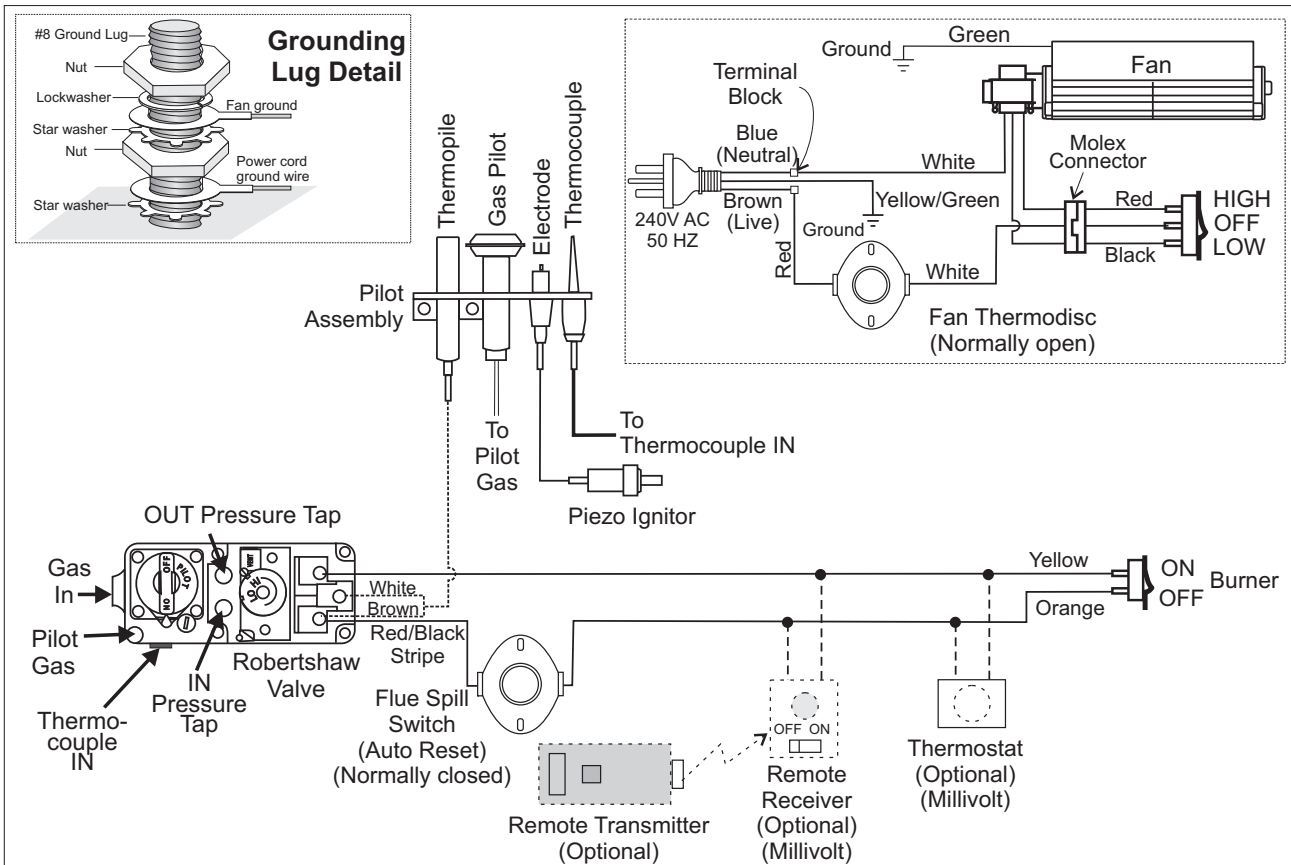 Grounding
Lug Detail
#8 Ground Lug
Nut
Lockwasher
Fan ground
Star washer
Nut
Power cord
ground wire
Star washer
Ground
Green
Fan
Terminal
Block
Blue
(Neutral)
White
Molex
Connector
240V AC
50 HZ
Brown
(Live)
Yellow/Green
Ground
Red
White
Red
Black
HIGH
OFF
LOW
Fan Thermodisc
(Normally open)
Thermopile
Gas Pilot
Electrode
Thermocouple
Pilot
Assembly
To
Pilot
Gas
To
Thermocouple IN
Piezo Ignitor
OUT Pressure Tap
Gas
In
OFF
PILOT
ON
LO HI
White
Brown
Red/Black
Stripe
Pilot
Gas
Thermo-
couple
IN
IN
Pressure
Tap
Robertshaw
Valve
Flue Spill
Switch
(Auto Reset)
(Normally closed)
Yellow
Orange
ON
OFF
Burner
OFF ON
Remote Transmitter
(Optional)
Remote
Receiver
(Optional)
(Millivolt)
Thermostat
(Optional)
(Millivolt)